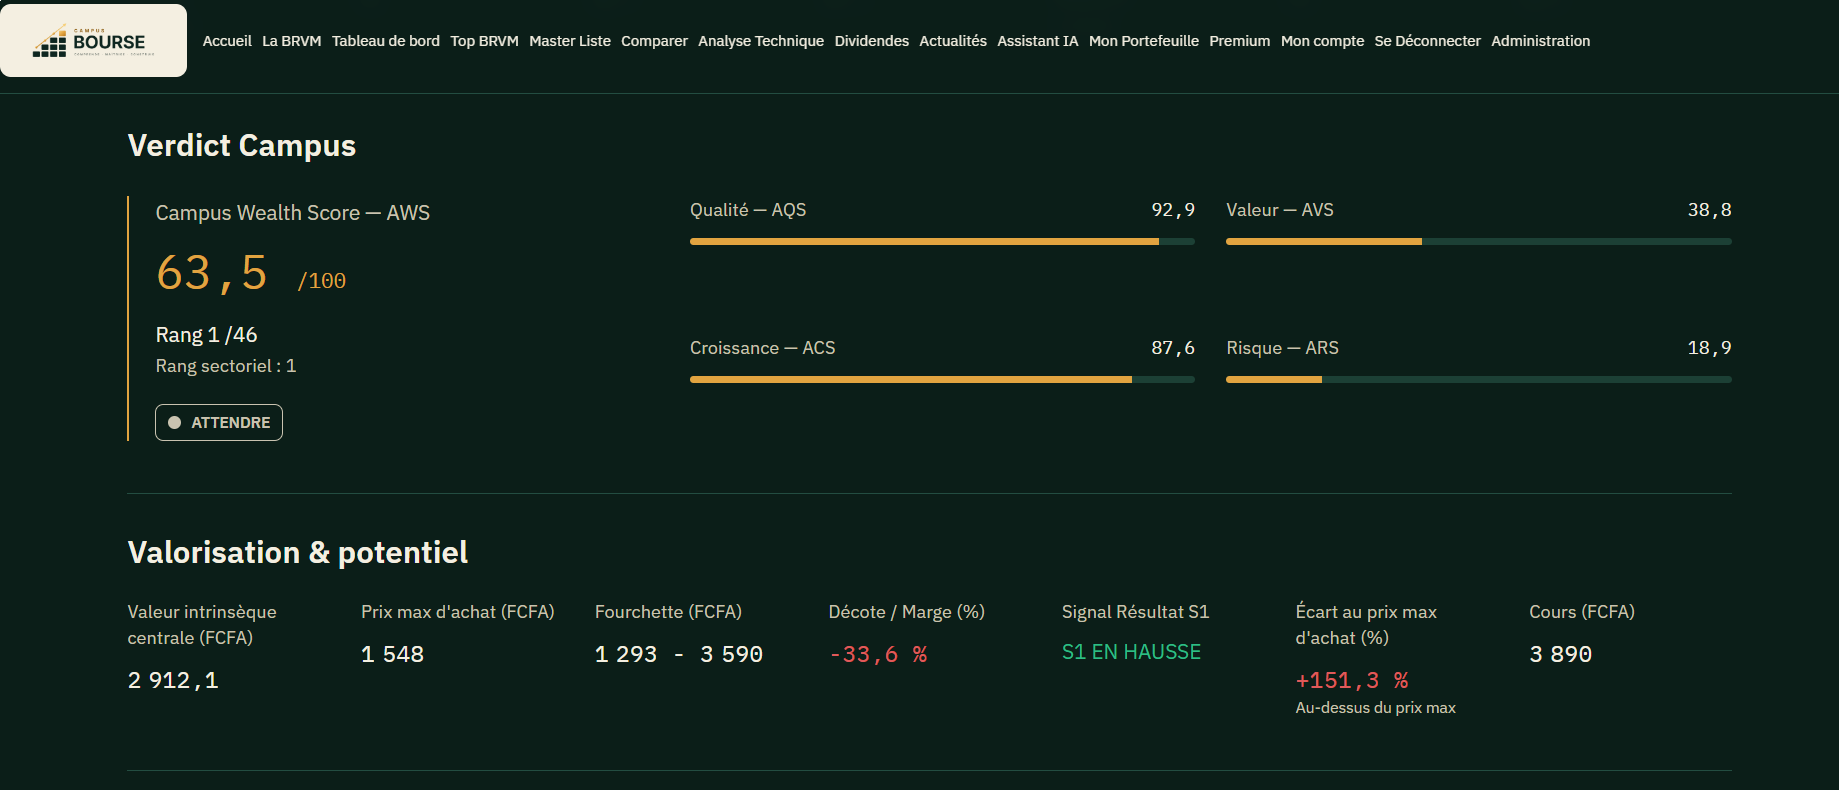 CAMPUS
BOURSE
Accueil La BRVM Tableau de bord Top BRVM Master Liste Comparer Analyse Technique Dividendes Actualités Assistant IA Mon Portefeuille Premium Mon compte Se Déconnecter Administration
Verdict Campus
Campus Wealth Score — AWS
63,5 /100
Rang 1 /46
Rang sectoriel : 1
ATTENDRE
Qualité — AQS 92,9
Valeur — AVS 38,8
Croissance — ACS 87,6
Risque — ARS 18,9
Valorisation & potentiel
Valeur intrinsèque
centrale (FCFA)
2 912,1
Prix max d'achat (FCFA)
1 548
Fourchette (FCFA)
1 293 - 3 590
Décote / Marge (%)
-33,6 %
Signal Résultat S1
S1 EN HAUSSE
Écart au prix max
d'achat (%)
+151,3 %
Au-dessus du prix max
Cours (FCFA)
3 890